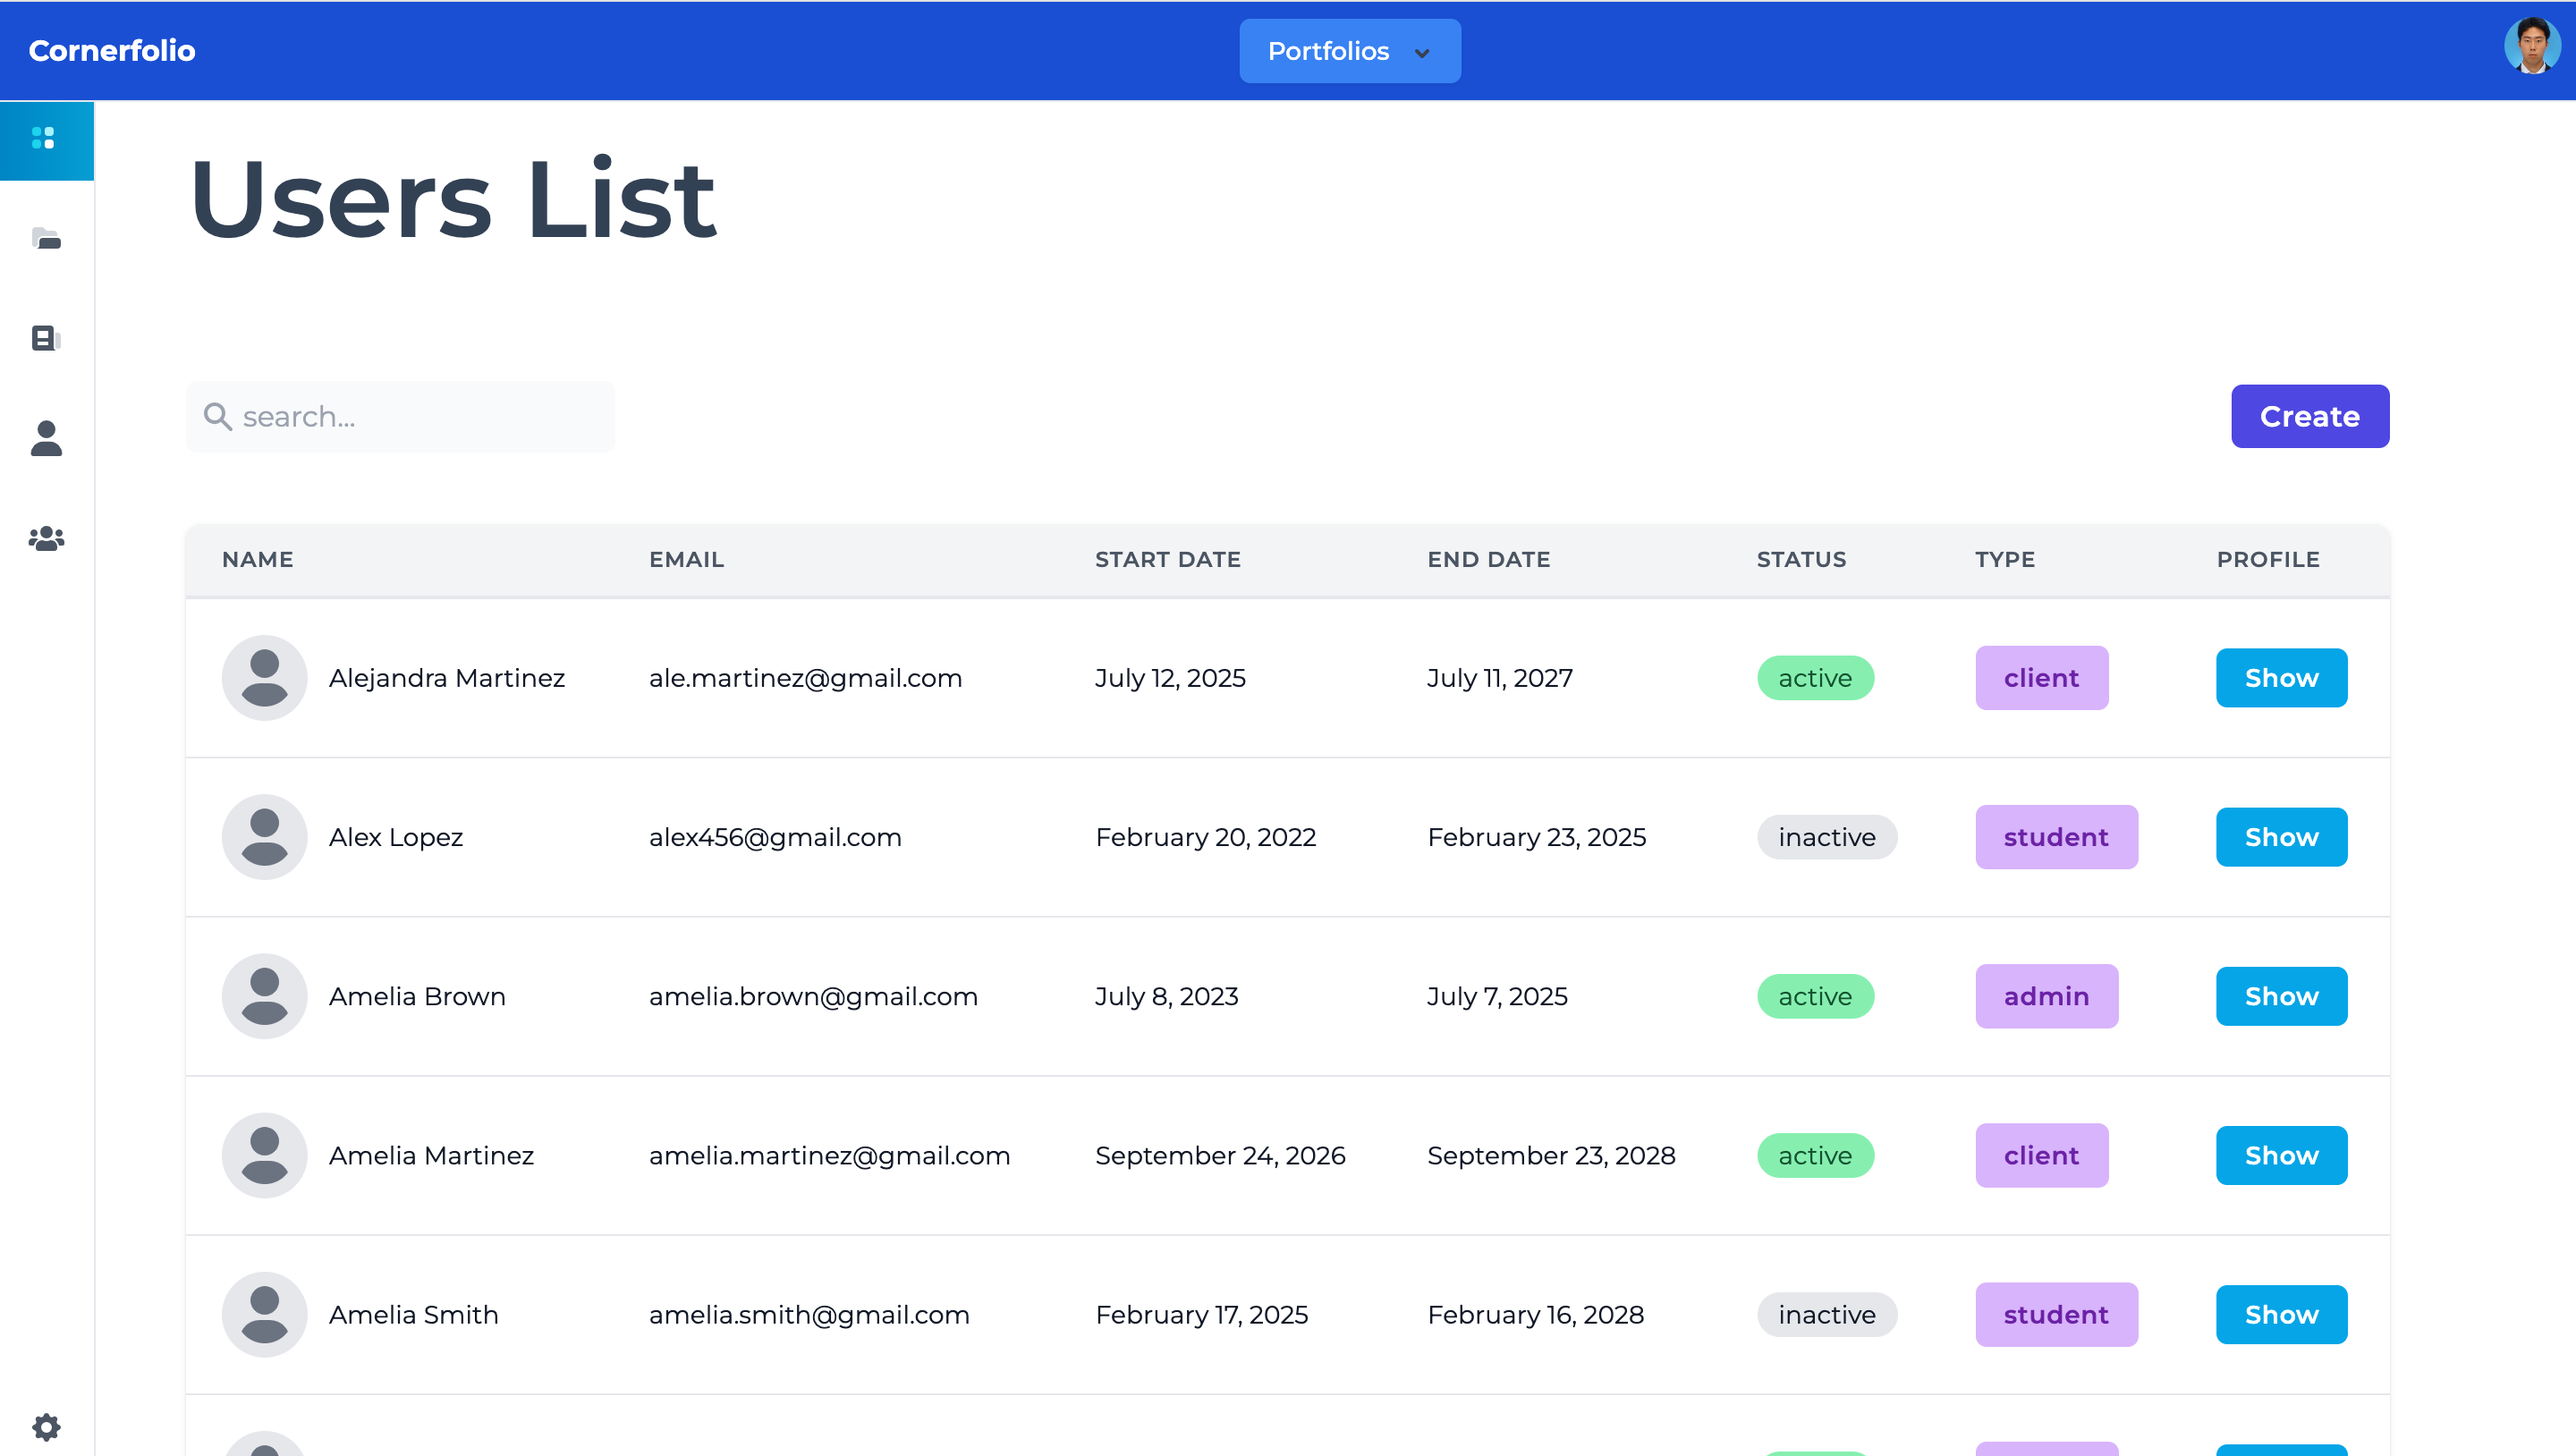 Cornerfolio
Portfolios
Users List
search...
Create
NAME EMAIL START DATE END DATE STATUS TYPE PROFILE
Alejandra Martinez ale.martinez@gmail.com July 12, 2025 July 11, 2027 active client Show
Alex Lopez alex456@gmail.com February 20, 2022 February 23, 2025 inactive student Show
Amelia Brown amelia.brown@gmail.com July 8, 2023 July 7, 2025 active admin Show
Amelia Martinez amelia.martinez@gmail.com September 24, 2026 September 23, 2028 active client Show
Amelia Smith amelia.smith@gmail.com February 17, 2025 February 16, 2028 inactive student Show